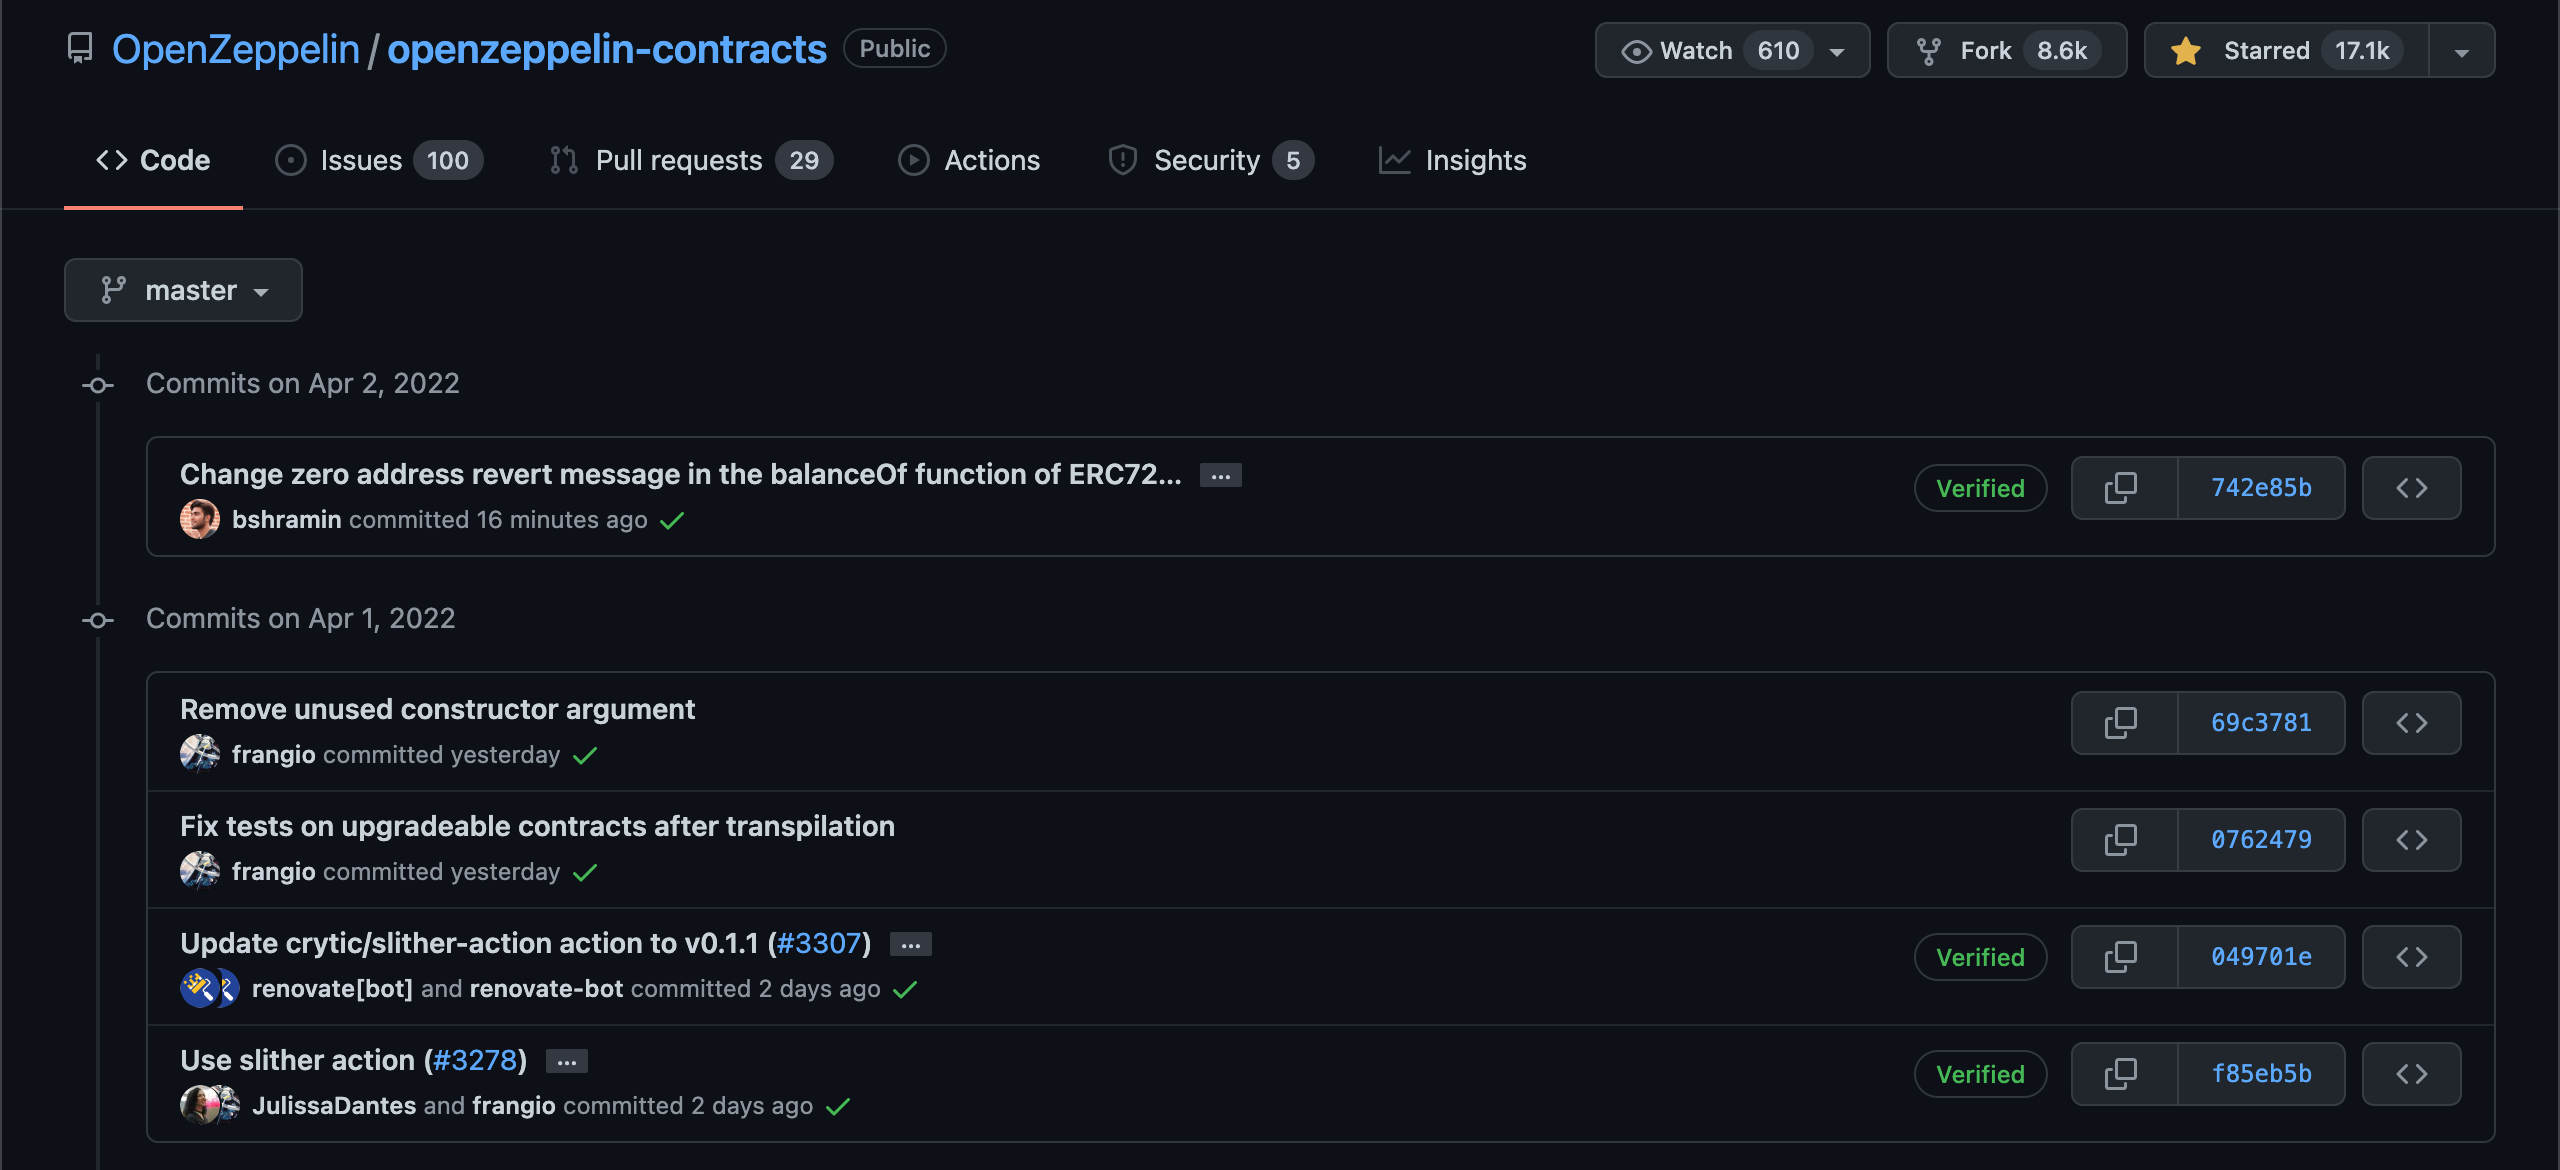 OpenZeppelin / openzeppelin-contracts Public Watch 610 Fork 8.6k Starred 17.1k
Code Issues 100 Pull requests 29 Actions Security 5 Insights
master
Commits on Apr 2, 2022
Change zero address revert message in the balanceOf function of ERC72... ...
Verified 742e85b
bshramin committed 16 minutes ago
Commits on Apr 1, 2022
Remove unused constructor argument
69c3781
frangio committed yesterday
Fix tests on upgradeable contracts after transpilation
0762479
frangio committed yesterday
Update crytic/slither-action action to v0.1.1 (#3307) ...
Verified 049701e
renovate[bot] and renovate-bot committed 2 days ago
Use slither action (#3278) ...
Verified f85eb5b
JulissaDantes and frangio committed 2 days ago